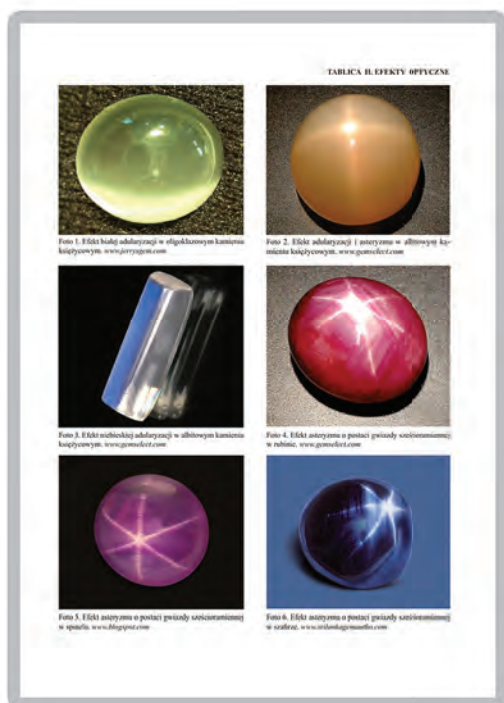 TABLICA II. EFEKTY OPTYCZNE
Foto 1. Efekt białej adularyzacji w oligoklazowym kamieniu
księżycowym. www.jerrygem.com
Foto 2. Efekt adularyzacji i asteryzmu w albitowym ka-
mieniu księżycowym. www.gemselect.com
Foto 3. Efekt niebieskiej adularyzacji w albitowym kamieniu
księżycowym. www.gemselect.com
Foto 4. Efekt asteryzmu o postaci gwiazdy sześcioramiennej
w rubinie. www.gemselect.com
Foto 5. Efekt asteryzmu o postaci gwiazdy sześcioramiennej
w spinelu. www.blogspot.com
Foto 6. Efekt asteryzmu o postaci gwiazdy sześcioramiennej
w szafirze.